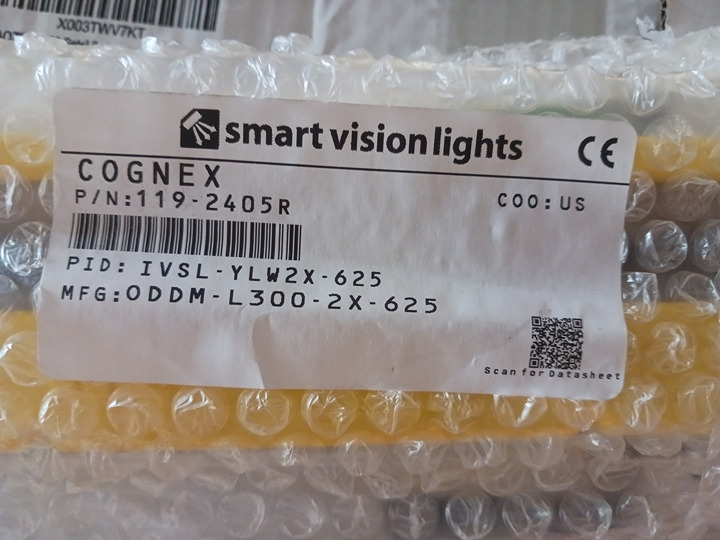 X003TWV7KT
smart vision lights CE
COGNEX
P/N:119-2405R COO:US
PID: IVSL-YLW2X-625
MFG:ODDM-L300-2X-625
Scan for Datasheet